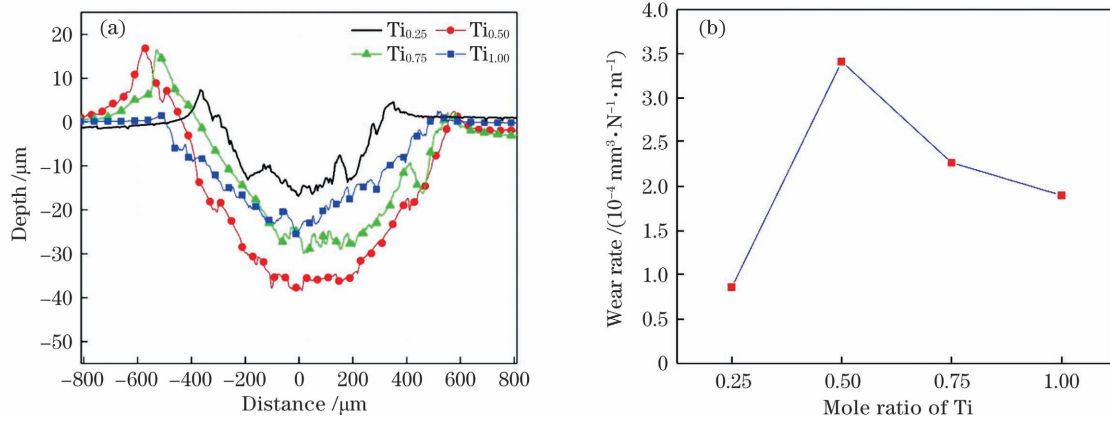 (a)
Ti0.25
Ti0.50
Ti0.75
Ti1.00
20
10
0
−10
−20
−30
−40
−50
Depth /μm
−800 −600 −400 −200 0 200 400 600 800
Distance /μm
(b)
4.0
3.5
3.0
2.5
2.0
1.5
1.0
0.5
0
Wear rate /(10⁻⁴ mm³·N⁻¹·m⁻¹)
0.25 0.50 0.75 1.00
Mole ratio of Ti